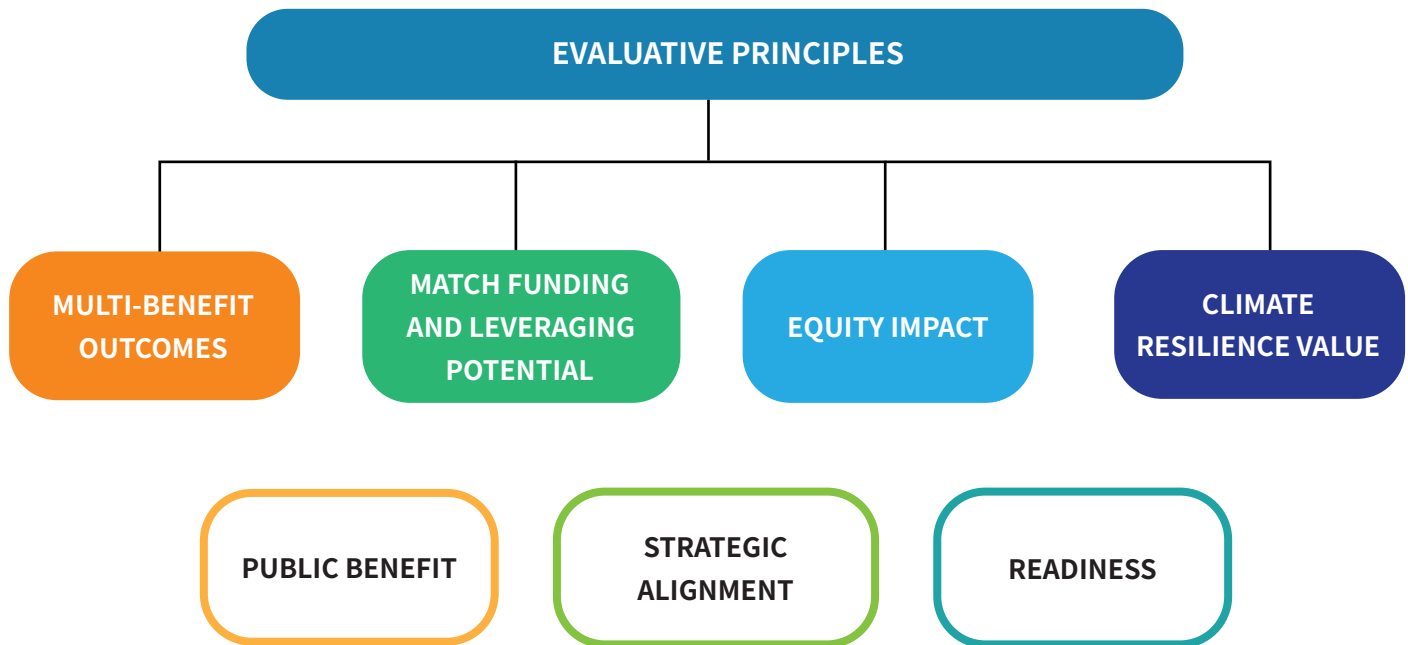 EVALUATIVE PRINCIPLES
MULTI-BENEFIT
OUTCOMES
MATCH FUNDING
AND LEVERAGING
POTENTIAL
EQUITY IMPACT
CLIMATE
RESILIENCE VALUE
PUBLIC BENEFIT
STRATEGIC
ALIGNMENT
READINESS